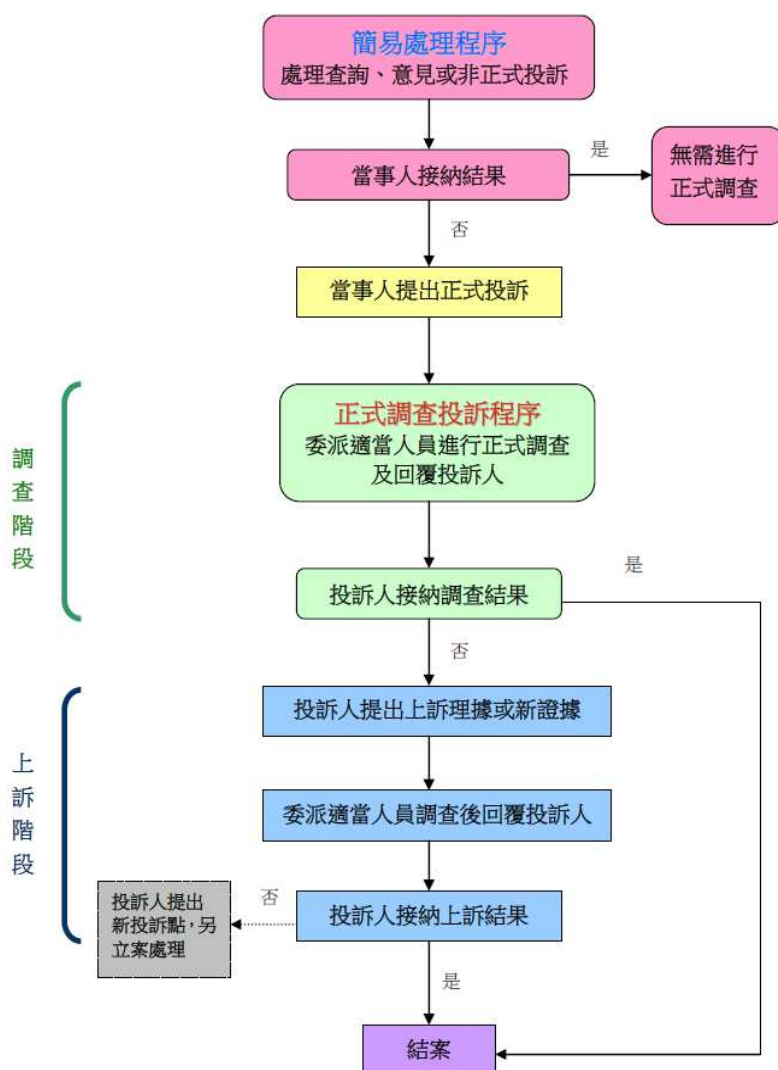 簡易處理程序
處理查詢、意見或非正式投訴
是
當事人接納結果
無需進行
正式調查
否
當事人提出正式投訴
調查階段
正式調查投訴程序
委派適當人員進行正式調查
及回覆投訴人
是
投訴人接納調查結果
否
上訴階段
投訴人提出上訴理據或新證據
委派適當人員調查後回覆投訴人
投訴人接納上訴結果
否
投訴人提出
新投訴點,另
立案處理
是
結案